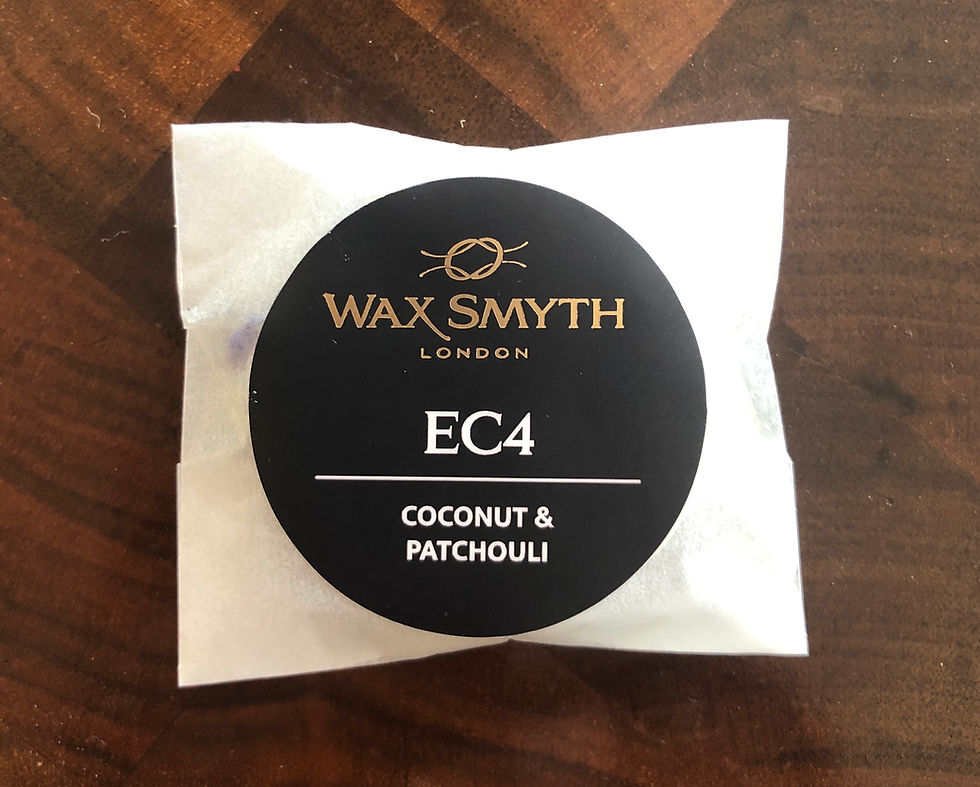 WAX SMYTH
LONDON
EC4
COCONUT &
PATCHOULI